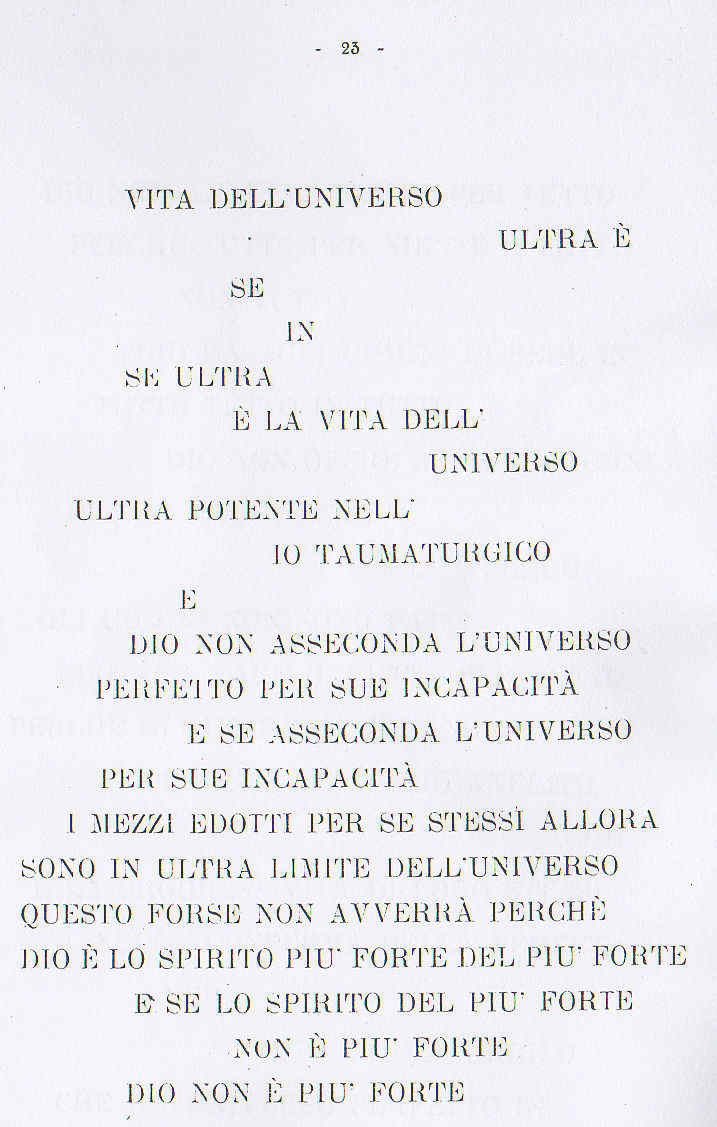 - 23 -
VITA DELL'UNIVERSO
ULTRA È
SE
IN
SE ULTRA
È LA VITA DELL'
UNIVERSO
ULTRA POTENTE NELL'
IO TAUMATURGICO
E
DIO NON ASSECONDA L'UNIVERSO
PERFETTO PER SUE INCAPACITÀ
E SE ASSECONDA L'UNIVERSO
PER SUE INCAPACITÀ
I MEZZI EDOTTI PER SE STESSI ALLORA
SONO IN ULTRA LIMITE DELL'UNIVERSO
QUESTO FORSE NON AVVERRÀ PERCHÈ
DIO È LO SPIRITO PIU' FORTE DEL PIU' FORTE
E SE LO SPIRITO DEL PIU' FORTE
NON È PIU' FORTE
DIO NON È PIU' FORTE